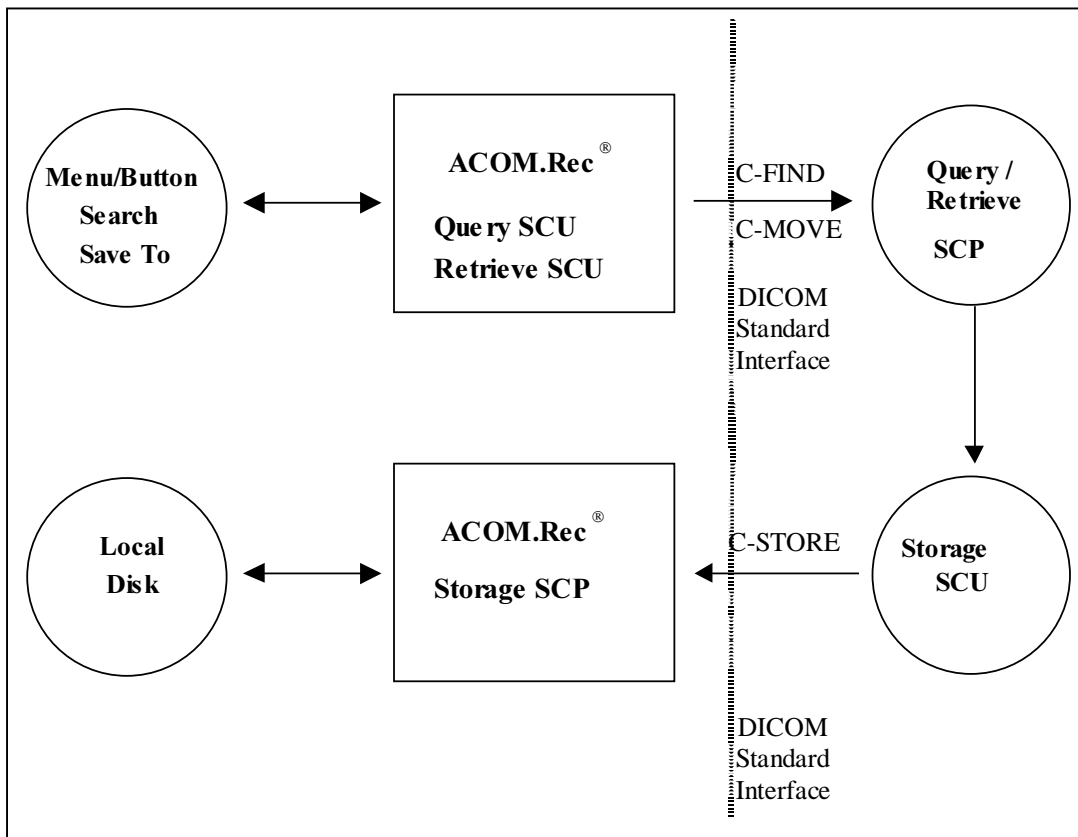 Menu/Button
Search
Save To
ACOM.Rec ®
Query SCU
Retrieve SCU
C-FIND
C-MOVE
DICOM
Standard
Interface
Query /
Retrieve
SCP
Local
Disk
ACOM.Rec ®
Storage SCP
C-STORE
DICOM
Standard
Interface
Storage
SCU